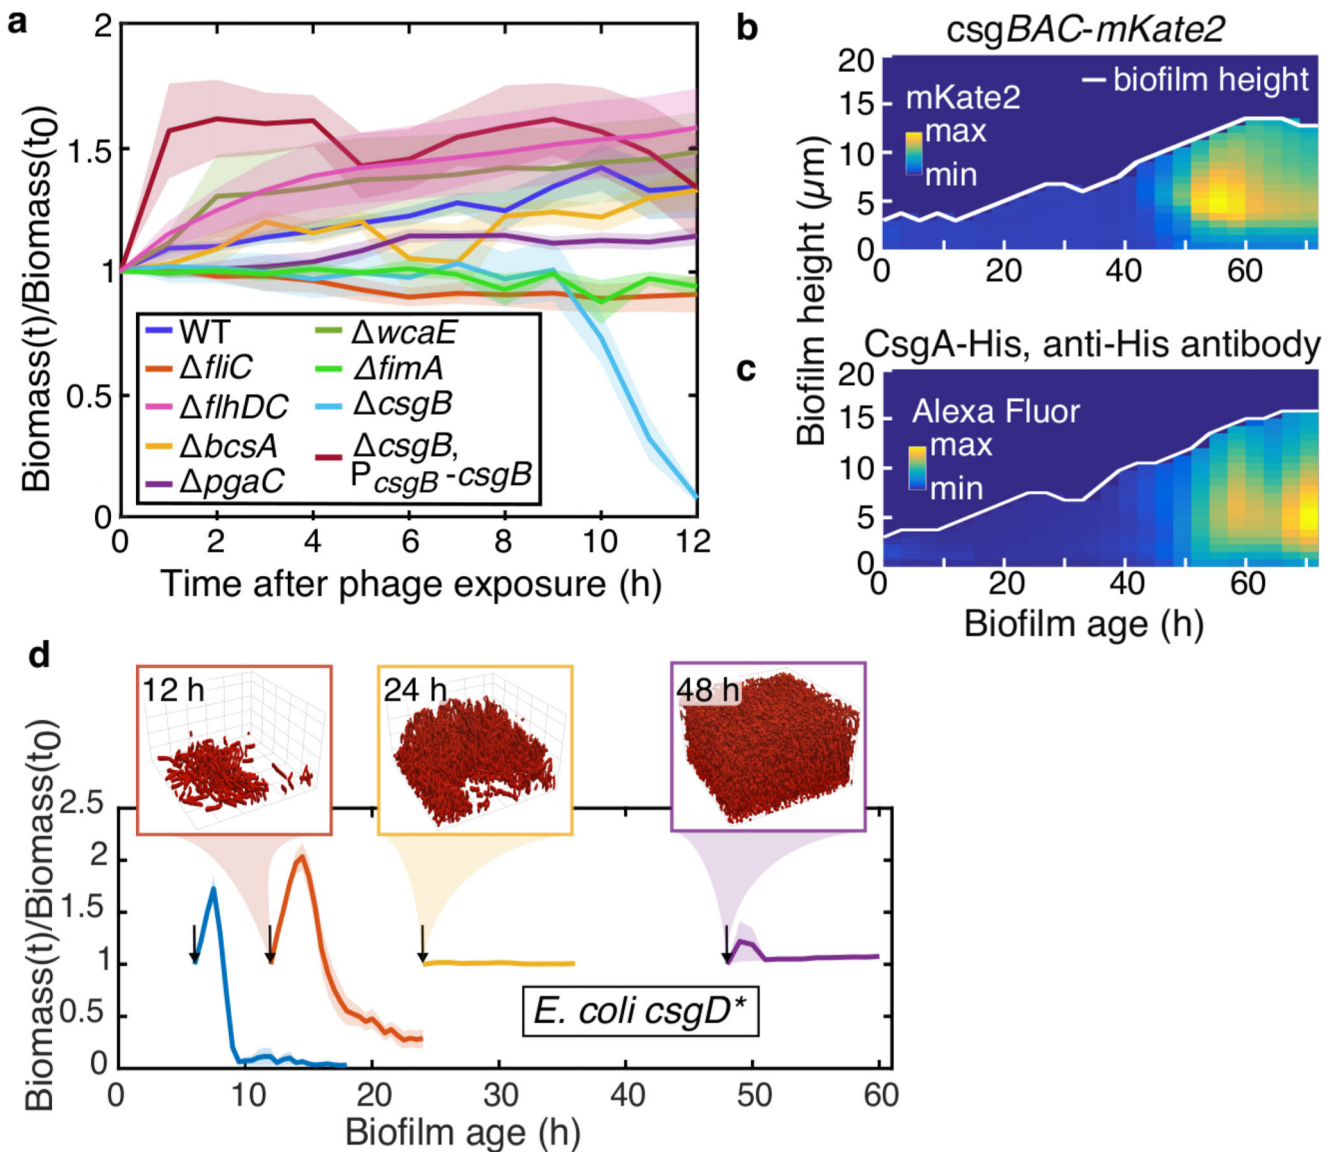 a
2
1.5
1
0.5
0
Biomass(t)/Biomass(t0)
WT
ΔfliC
ΔflhDC
ΔbcsA
ΔpgaC
ΔwcaE
ΔfimA
ΔcsgB
ΔcsgB,
PcsgB-csgB
0 2 4 6 8 10 12
Time after phage exposure (h)
b
csgBAC-mKate2
20
15
10
5
0
mKate2
max
min
biofilm height
0 20 40 60
Biofilm height (µm)
c
CsgA-His, anti-His antibody
20
15
10
5
0
Alexa Fluor
max
min
0 20 40 60
Biofilm age (h)
d
12 h
24 h
48 h
2.5
2
1.5
1
0.5
0
Biomass(t)/Biomass(t0)
E. coli csgD*
0 10 20 30 40 50 60
Biofilm age (h)